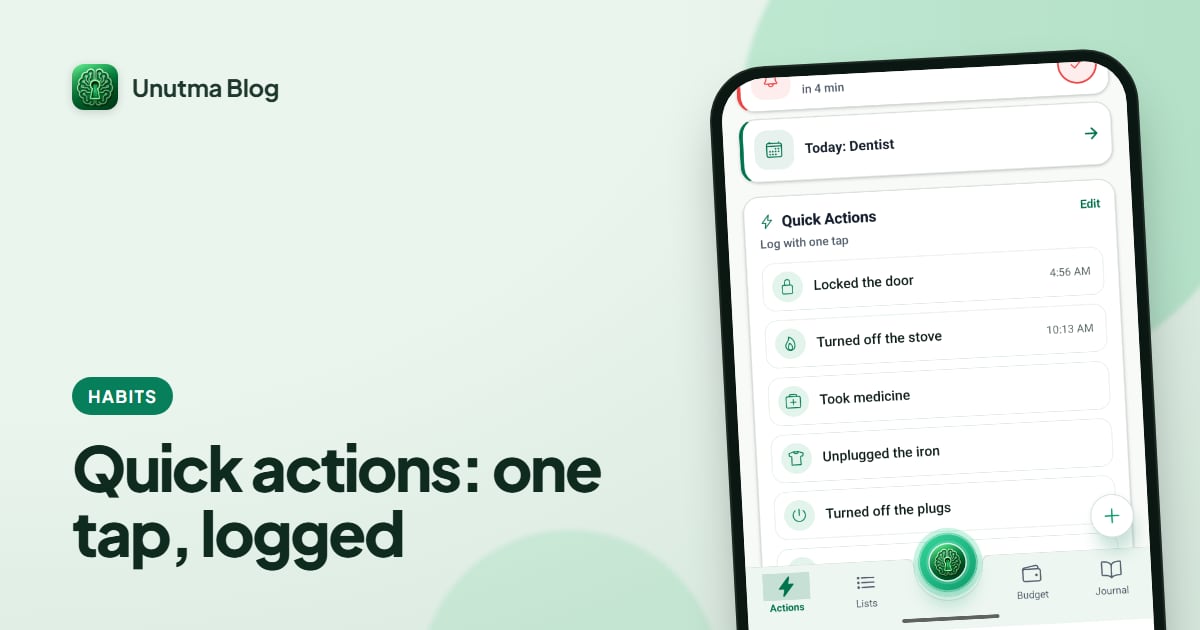 Unutma Blog
HABITS
Quick actions: one
tap, logged
in 4 min
Today: Dentist
Quick Actions
Edit
Log with one tap
Locked the door
4:56 AM
Turned off the stove
10:13 AM
Took medicine
Unplugged the iron
Turned off the plugs
Actions
Lists
Budget
Journal